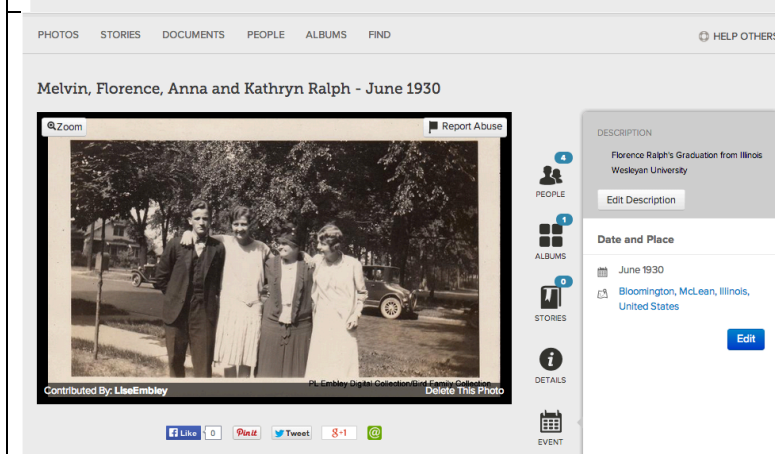 PHOTOS STORIES DOCUMENTS PEOPLE ALBUMS FIND HELP OTHERS
Melvin, Florence, Anna and Kathryn Ralph - June 1930
Zoom
Report Abuse
PL Embley Digital Collection/Bird Family Collection
Contributed By: LiseEmbley
Delete This Photo
Like 0
Pin it
Tweet
g+1
@
4
PEOPLE
1
ALBUMS
0
STORIES
DETAILS
EVENT
DESCRIPTION
Florence Ralph's Graduation from Illinois
Wesleyan University
Edit Description
Date and Place
June 1930
Bloomington, McLean, Illinois,
United States
Edit